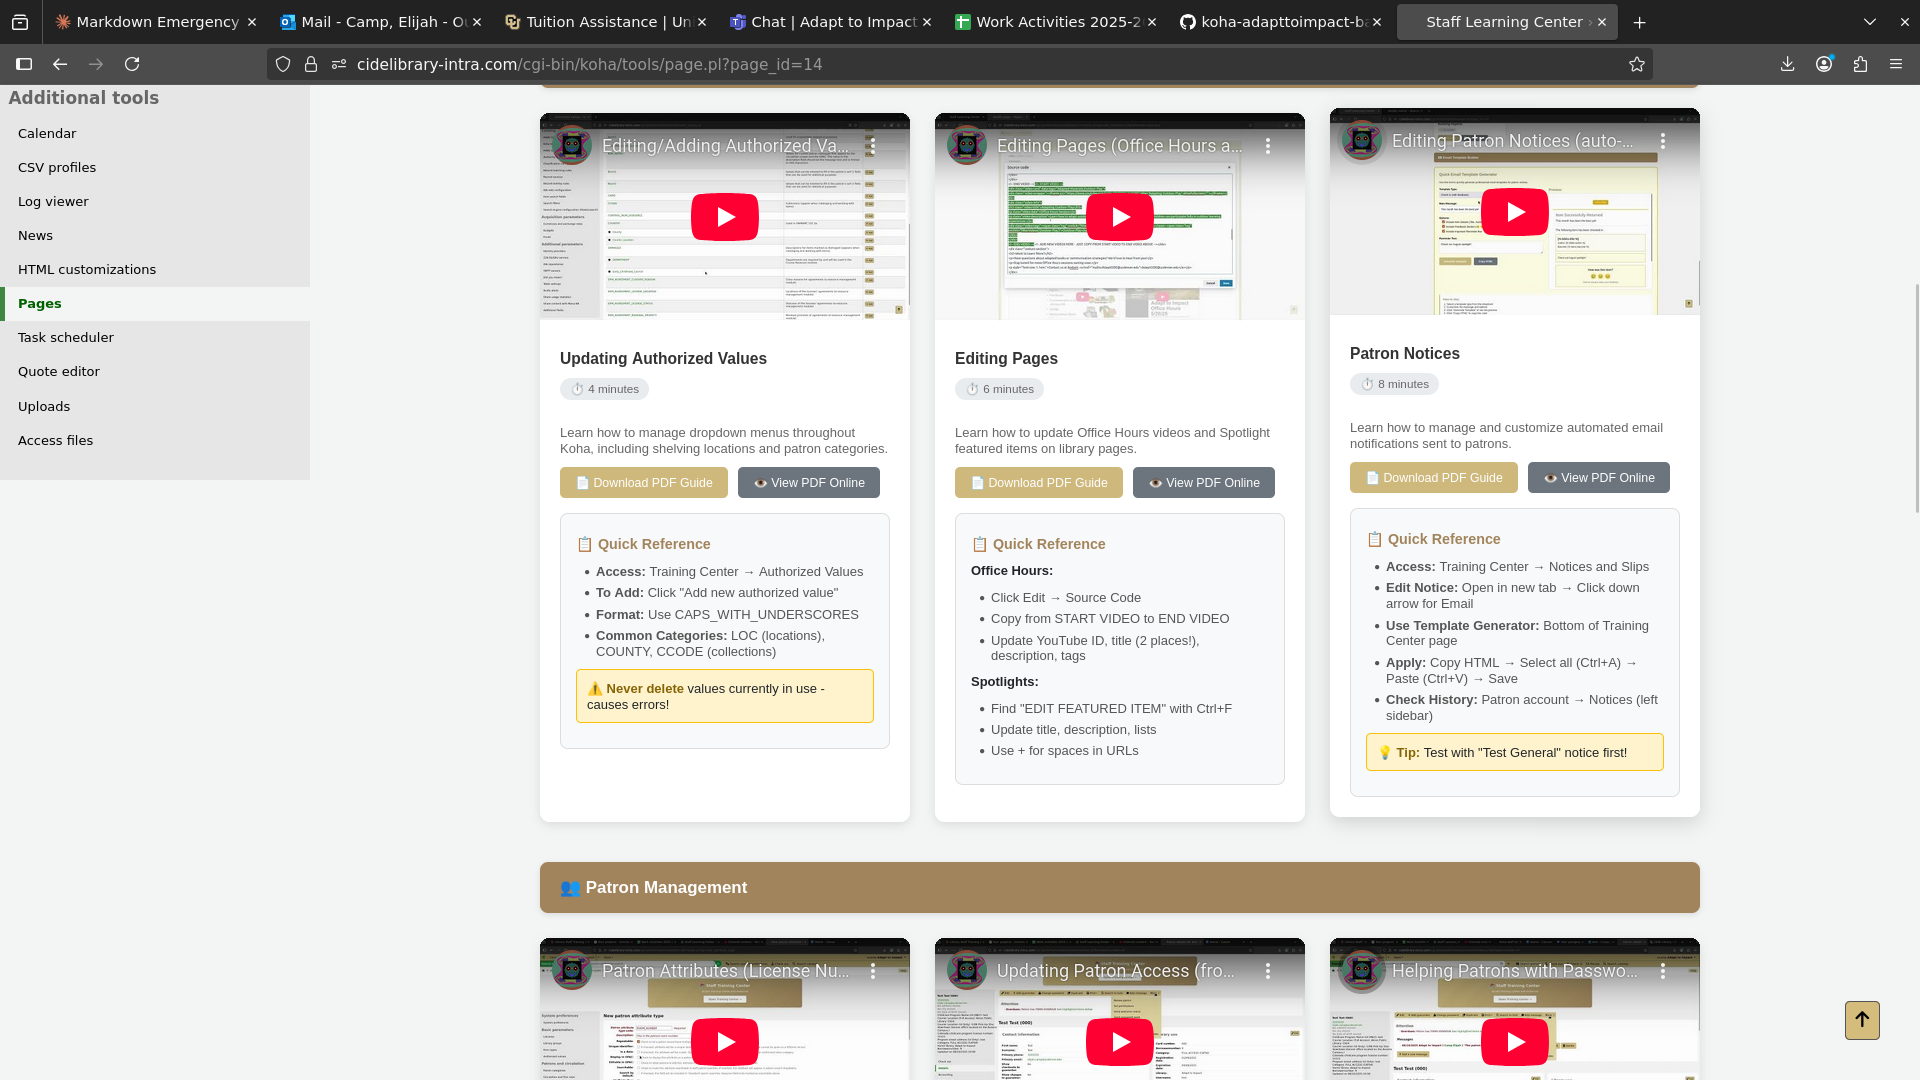 Markdown Emergency
Mail - Camp, Elijah - Ou
Tuition Assistance | Uni
Chat | Adapt to Impact
Work Activities 2025-2
koha-adapttoimpact-ba
Staff Learning Center ›
cidelibrary-intra.com/cgi-bin/koha/tools/page.pl?page_id=14
Additional tools
Calendar
CSV profiles
Log viewer
News
HTML customizations
Pages
Task scheduler
Quote editor
Uploads
Access files
Editing/Adding Authorized Va...
Updating Authorized Values
⏱️ 4 minutes
Learn how to manage dropdown menus throughout
Koha, including shelving locations and patron categories.
📄 Download PDF Guide
👁️ View PDF Online
📋 Quick Reference
• Access: Training Center → Authorized Values
• To Add: Click "Add new authorized value"
• Format: Use CAPS_WITH_UNDERSCORES
• Common Categories: LOC (locations),
COUNTY, CCODE (collections)
⚠️ Never delete values currently in use -
causes errors!
Editing Pages (Office Hours a...
Editing Pages
⏱️ 6 minutes
Learn how to update Office Hours videos and Spotlight
featured items on library pages.
📄 Download PDF Guide
👁️ View PDF Online
📋 Quick Reference
Office Hours:
• Click Edit → Source Code
• Copy from START VIDEO to END VIDEO
• Update YouTube ID, title (2 places!),
description, tags
Spotlights:
• Find "EDIT FEATURED ITEM" with Ctrl+F
• Update title, description, lists
• Use + for spaces in URLs
Editing Patron Notices (auto-...
Patron Notices
⏱️ 8 minutes
Learn how to manage and customize automated email
notifications sent to patrons.
📄 Download PDF Guide
👁️ View PDF Online
📋 Quick Reference
• Access: Training Center → Notices and Slips
• Edit Notice: Open in new tab → Click down
arrow for Email
• Use Template Generator: Bottom of Training
Center page
• Apply: Copy HTML → Select all (Ctrl+A) →
Paste (Ctrl+V) → Save
• Check History: Patron account → Notices (left
sidebar)
💡 Tip: Test with "Test General" notice first!
👥 Patron Management
Patron Attributes (License Nu...
Updating Patron Access (fro...
Helping Patrons with Passwo...